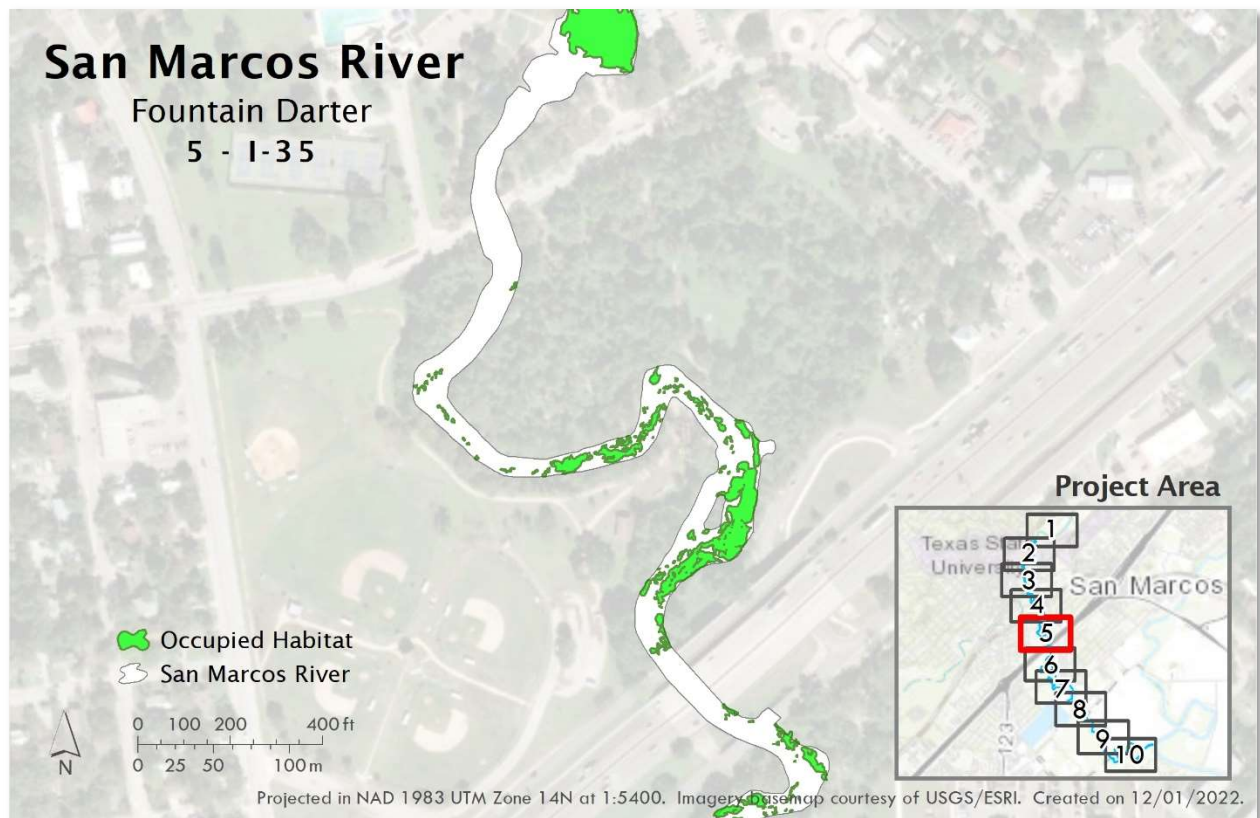 San Marcos River
Fountain Darter
5 - I-35
Occupied Habitat
San Marcos River
0 100 200 400 ft
0 25 50 100 m
N
Project Area
1
Texas State
University
2
3
San Marcos
4
5
6
7
8
123
9
10
Projected in NAD 1983 UTM Zone 14N at 1:5400. Imagery basemap courtesy of USGS/ESRI. Created on 12/01/2022.